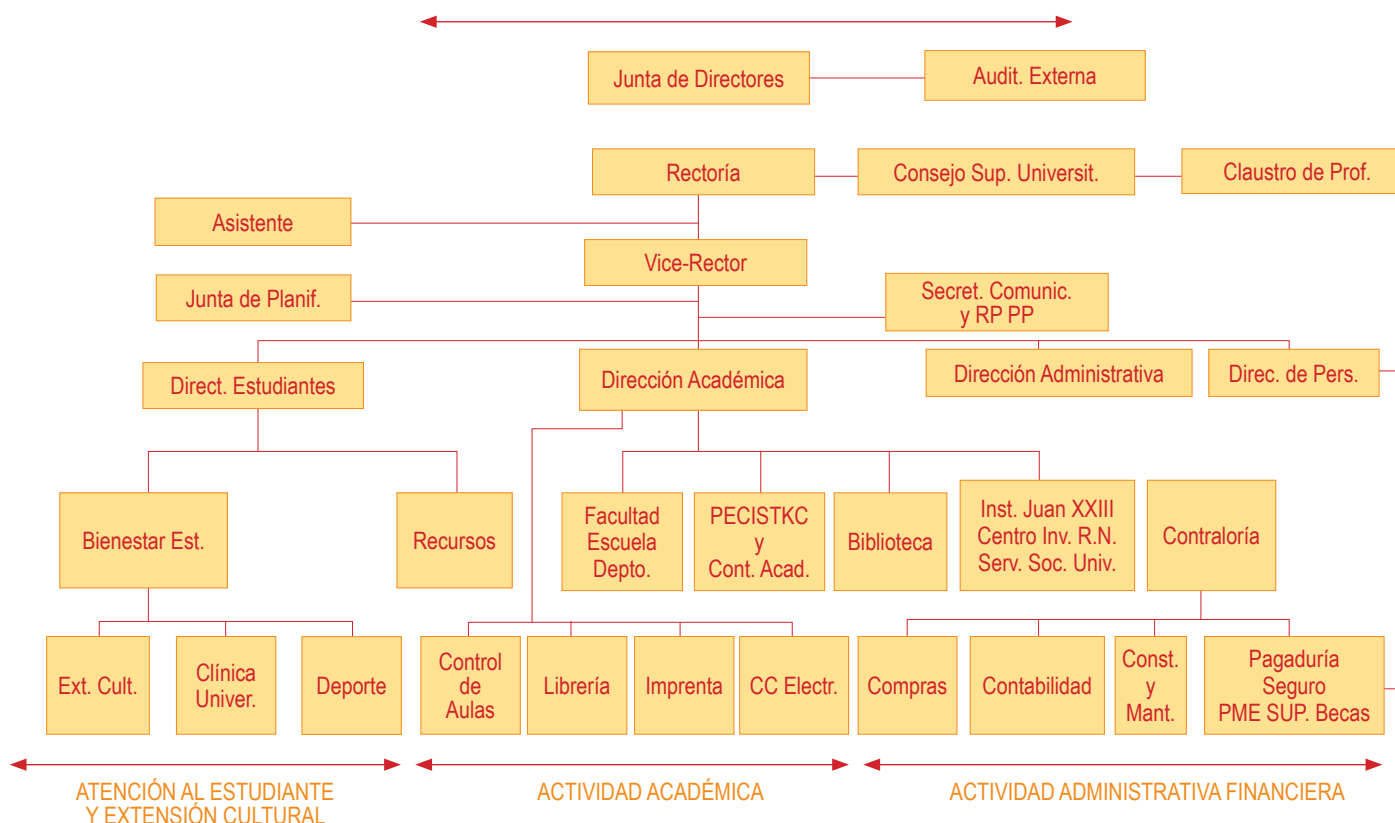 Junta de Directores
Audit. Externa
Rectoría
Consejo Sup. Universit.
Claustro de Prof.
Asistente
Vice-Rector
Junta de Planif.
Secret. Comunic.
y RP PP
Direct. Estudiantes
Dirección Académica
Dirección Administrativa
Direc. de Pers.
Bienestar Est.
Recursos
Facultad
Escuela
Depto.
PECISTKC
y
Cont. Acad.
Biblioteca
Inst. Juan XXIII
Centro Inv. R.N.
Serv. Soc. Univ.
Contraloría
Ext. Cult.
Clínica
Univer.
Deporte
Control
de
Aulas
Librería
Imprenta
CC Electr.
Compras
Contabilidad
Const.
y
Mant.
Pagaduría
Seguro
PME SUP. Becas
ATENCIÓN AL ESTUDIANTE
Y EXTENSIÓN CULTURAL
ACTIVIDAD ACADÉMICA
ACTIVIDAD ADMINISTRATIVA FINANCIERA